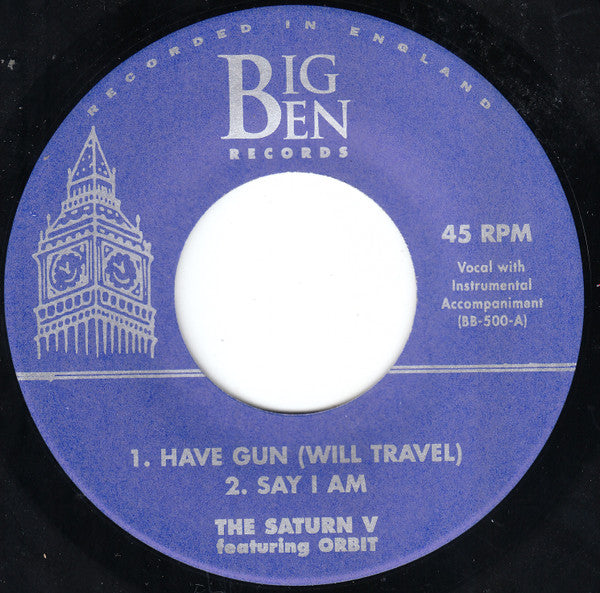 RECORDED IN ENGLAND
BIG
BEN
RECORDS
45 RPM
Vocal with
Instrumental
Accompaniment
(BB-500-A)
1. HAVE GUN (WILL TRAVEL)
2. SAY I AM
THE SATURN V
featuring ORBIT